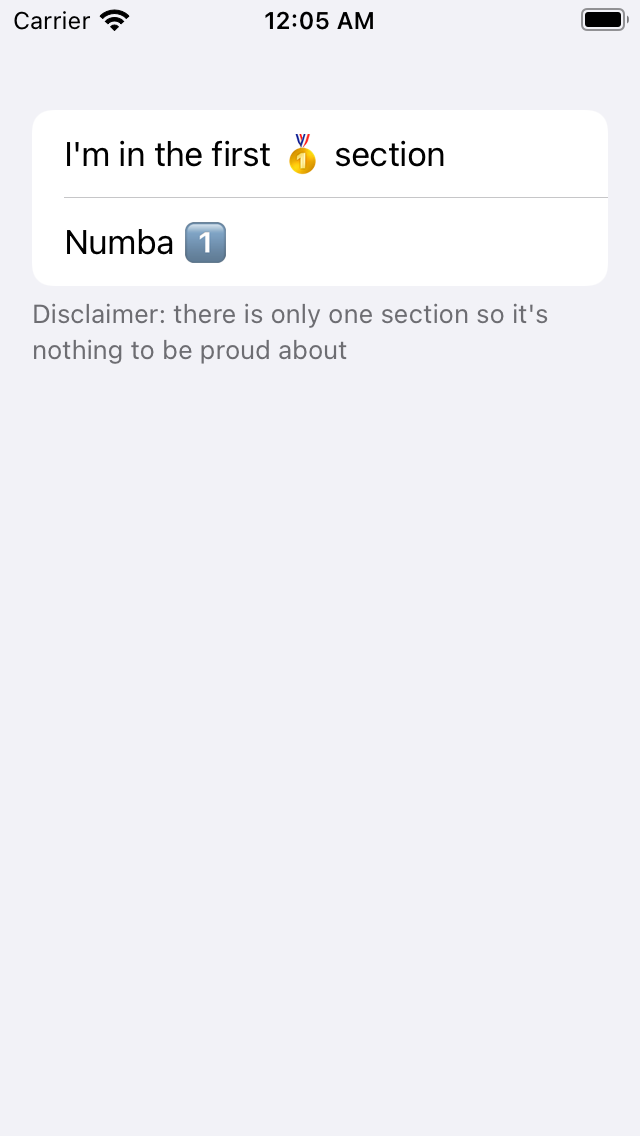 Carrier 12:05 AM
I'm in the first 🥇 section
Numba 1️⃣
Disclaimer: there is only one section so it's
nothing to be proud about